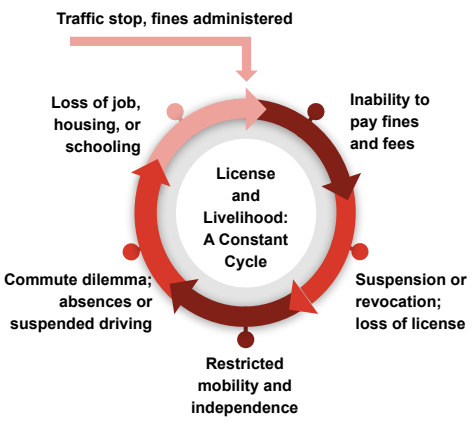 Traffic stop, fines administered
Inability to
pay fines
and fees
Suspension or
revocation;
loss of license
Restricted
mobility and
independence
Commute dilemma;
absences or
suspended driving
Loss of job,
housing, or
schooling
License
and
Livelihood:
A Constant
Cycle